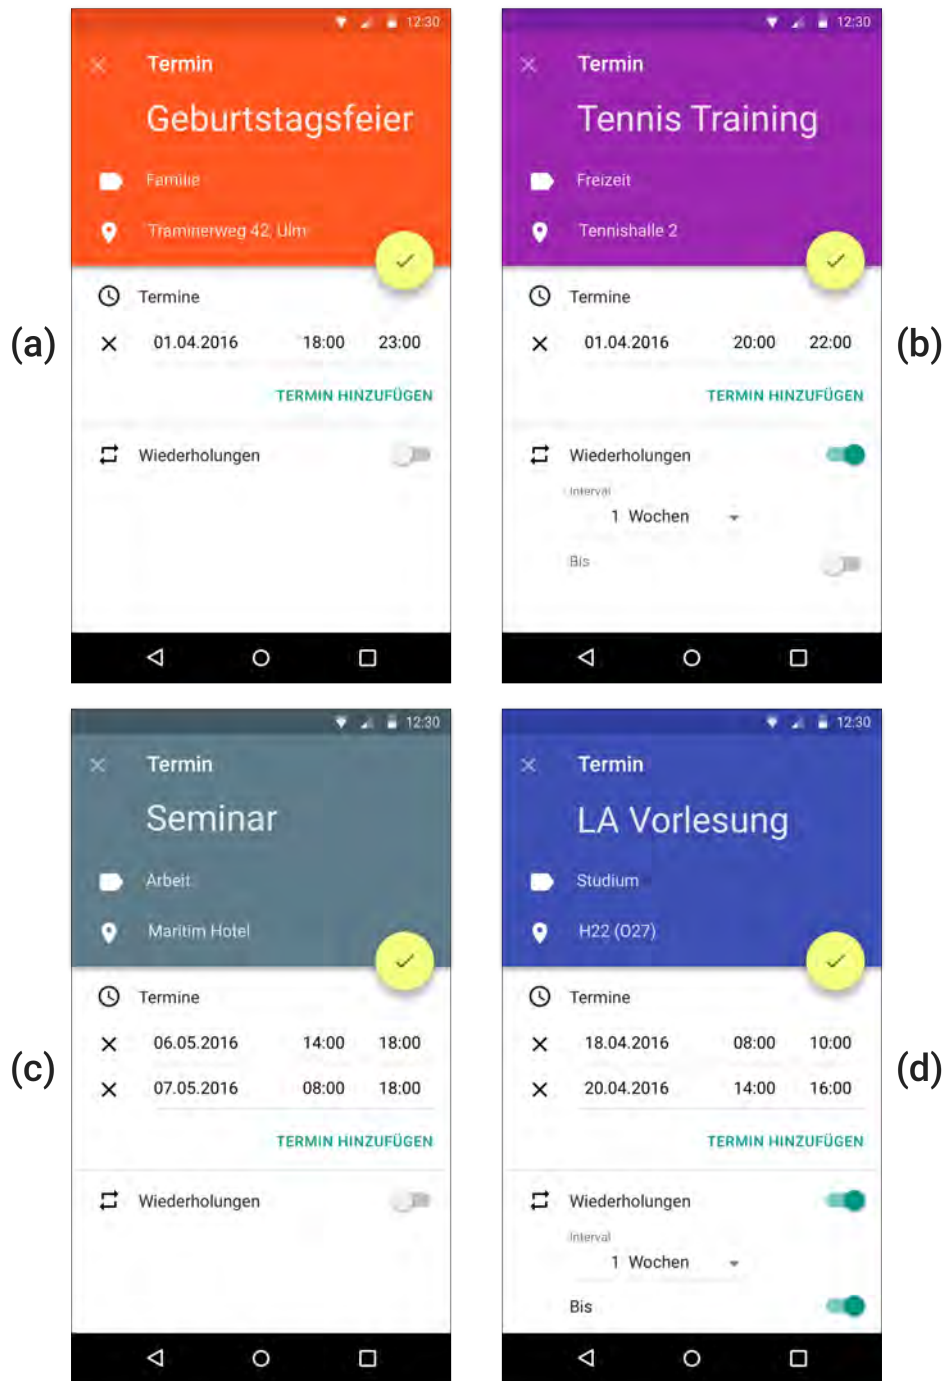 12:30
Termin
Geburtstagsfeier
Familie
Traminerweg 42, Ulm
Termine
01.04.2016 18:00 23:00
TERMIN HINZUFÜGEN
Wiederholungen
(a)
12:30
Termin
Tennis Training
Freizeit
Tennishalle 2
Termine
01.04.2016 20:00 22:00
TERMIN HINZUFÜGEN
Wiederholungen
Interval
1 Wochen
Bis
(b)
12:30
Termin
Seminar
Arbeit
Maritim Hotel
Termine
06.05.2016 14:00 18:00
07.05.2016 08:00 18:00
TERMIN HINZUFÜGEN
Wiederholungen
(c)
12:30
Termin
LA Vorlesung
Studium
H22 (O27)
Termine
18.04.2016 08:00 10:00
20.04.2016 14:00 16:00
TERMIN HINZUFÜGEN
Wiederholungen
Interval
1 Wochen
Bis
(d)